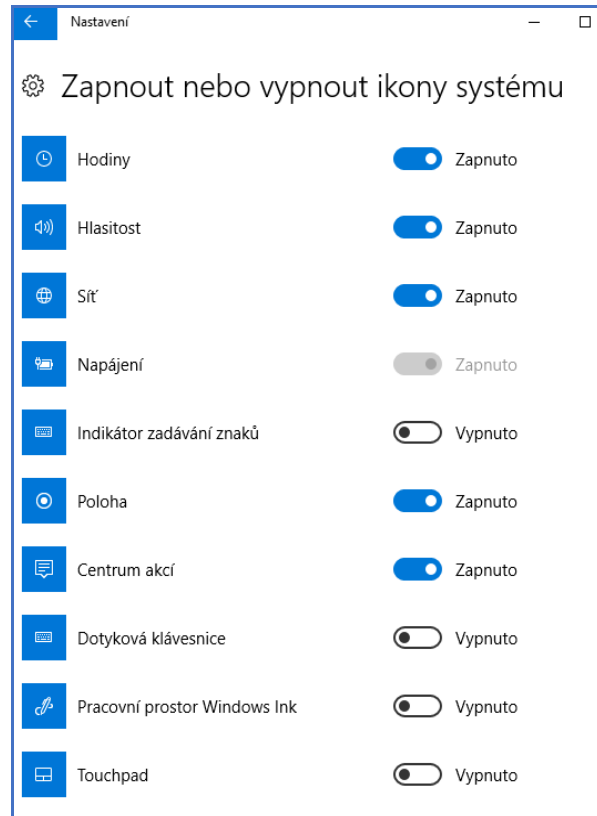 Nastavení
Zapnout nebo vypnout ikony systému
Hodiny Zapnuto
Hlasitost Zapnuto
Síť Zapnuto
Napájení Zapnuto
Indikátor zadávání znaků Vypnuto
Poloha Zapnuto
Centrum akcí Zapnuto
Dotyková klávesnice Vypnuto
Pracovní prostor Windows Ink Vypnuto
Touchpad Vypnuto